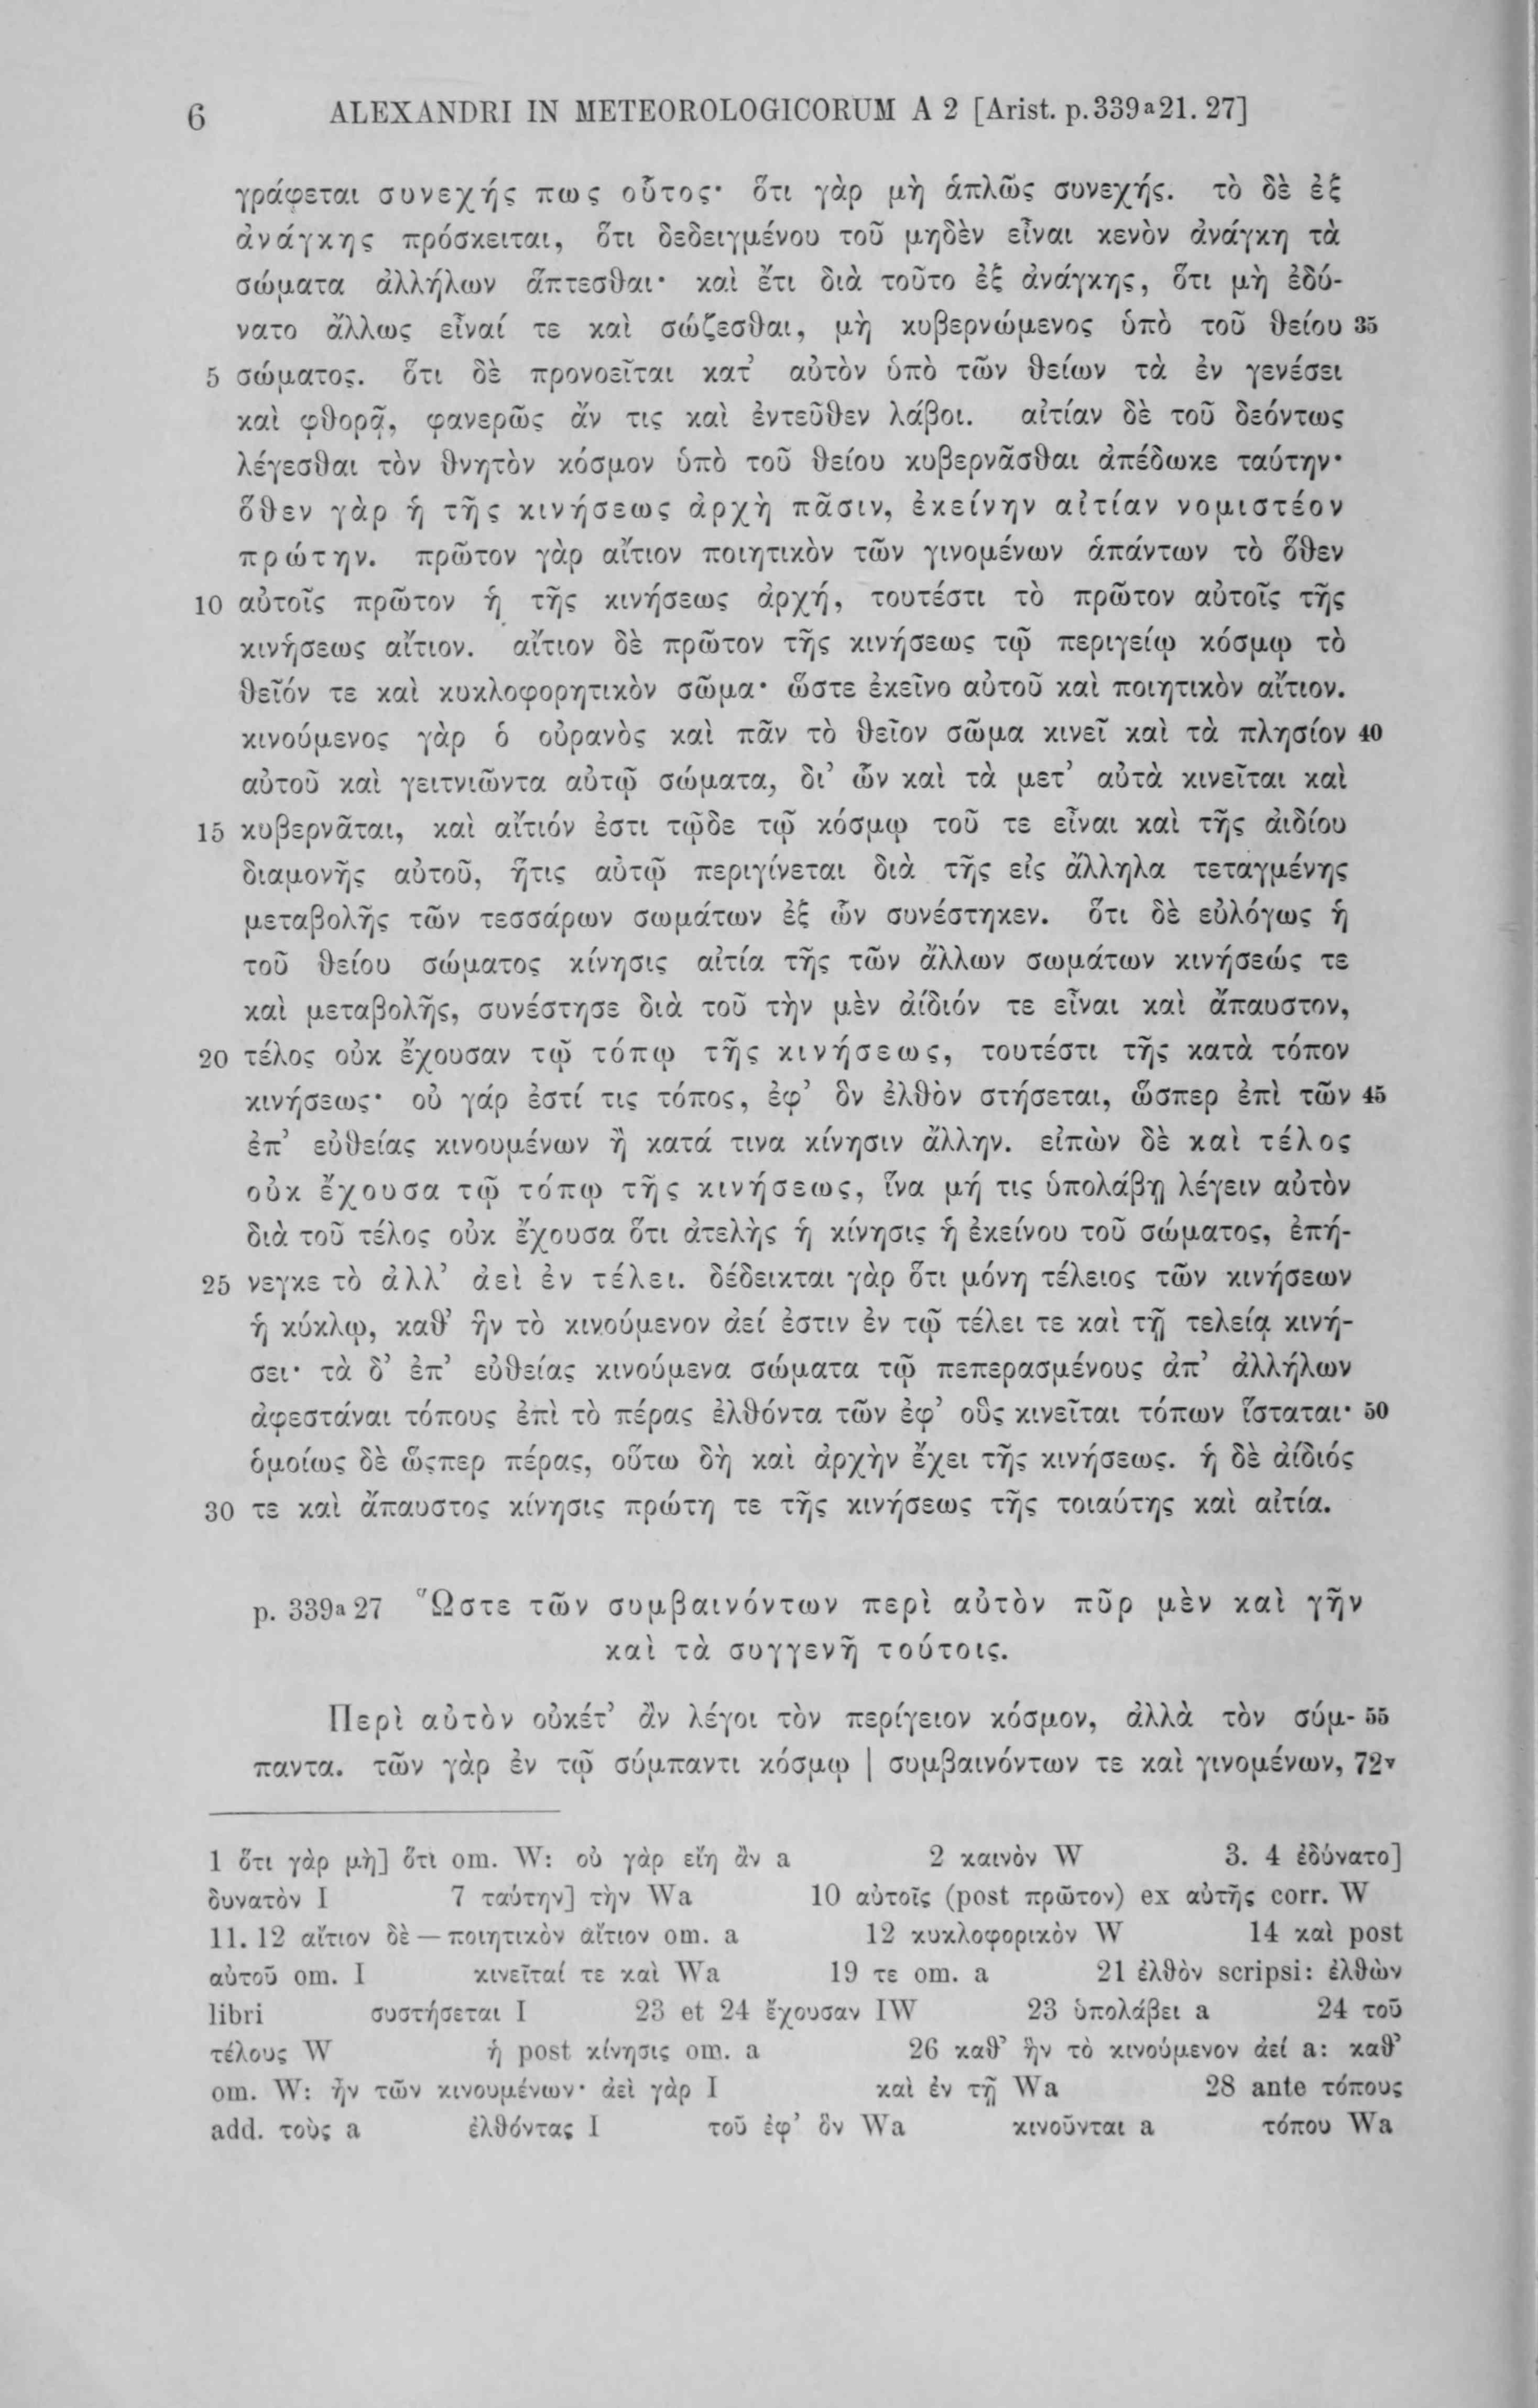 6 ALEXANDRI IN METEOROLOGICORUM A 2 [Arist. p. 339a21. 27]
γράφεται συνεχής πως οὗτος· ὅτι γὰρ μὴ ἁπλῶς συνεχής. τὸ δὲ ἐξ
ἀνάγκης πρόσκειται, ὅτι δεδειγμένου τοῦ μηδὲν εἶναι κενὸν ἀνάγκη τὰ
σώματα ἀλλήλων ἅπτεσθαι· καὶ ἔτι διὰ τοῦτο ἐξ ἀνάγκης, ὅτι μὴ ἐδύ-
νατο ἄλλως εἶναί τε καὶ σώζεσθαι, μὴ κυβερνώμενος ὑπὸ τοῦ θείου 35
5 σώματος. ὅτι δὲ προνοεῖται κατ’ αὐτὸν ὑπὸ τῶν θείων τὰ ἐν γενέσει
καὶ φθορᾷ, φανερῶς ἄν τις καὶ ἐντεῦθεν λάβοι. αἰτίαν δὲ τοῦ δεόντως
λέγεσθαι τὸν θνητὸν κόσμον ὑπὸ τοῦ θείου κυβερνᾶσθαι ἀπέδωκε ταύτην·
ὅθεν γὰρ ἡ τῆς κινήσεως ἀρχὴ πᾶσιν, ἐκείνην αἰτίαν νομιστέον
πρώτην. πρῶτον γὰρ αἴτιον ποιητικὸν τῶν γινομένων ἁπάντων τὸ ὅθεν
10 αὐτοῖς πρῶτον ἡ τῆς κινήσεως ἀρχή, τουτέστι τὸ πρῶτον αὐτοῖς τῆς
κινήσεως αἴτιον. αἴτιον δὲ πρῶτον τῆς κινήσεως τῷ περιγείῳ κόσμῳ τὸ
θεῖόν τε καὶ κυκλοφορητικὸν σῶμα· ὥστε ἐκεῖνο αὐτοῦ καὶ ποιητικὸν αἴτιον.
κινούμενος γὰρ ὁ οὐρανὸς καὶ πᾶν τὸ θεῖον σῶμα κινεῖ καὶ τὰ πλησίον 40
αὐτοῦ καὶ γειτνιῶντα αὐτῷ σώματα, δι’ ὧν καὶ τὰ μετ’ αὐτὰ κινεῖται καὶ
15 κυβερνᾶται, καὶ αἴτιόν ἐστι τῷδε τῷ κόσμῳ τοῦ τε εἶναι καὶ τῆς ἀιδίου
διαμονῆς αὐτοῦ, ἥτις αὐτῷ περιγίνεται διὰ τῆς εἰς ἄλληλα τεταγμένης
μεταβολῆς τῶν τεσσάρων σωμάτων ἐξ ὧν συνέστηκεν. ὅτι δὲ εὐλόγως ἡ
τοῦ θείου σώματος κίνησις αἰτία τῆς τῶν ἄλλων σωμάτων κινήσεώς τε
καὶ μεταβολῆς, συνέστησε διὰ τοῦ τὴν μὲν ἀίδιόν τε εἶναι καὶ ἄπαυστον,
20 τέλος οὐκ ἔχουσαν τῷ τόπῳ τῆς κινήσεως, τουτέστι τῆς κατὰ τόπον
κινήσεως· οὐ γάρ ἐστί τις τόπος, ἐφ’ ὃν ἐλθὸν στήσεται, ὥσπερ ἐπὶ τῶν 45
ἐπ’ εὐθείας κινουμένων ἢ κατά τινα κίνησιν ἄλλην. εἰπὼν δὲ καὶ τέλος
οὐκ ἔχουσα τῷ τόπῳ τῆς κινήσεως, ἵνα μή τις ὑπολάβῃ λέγειν αὐτὸν
διὰ τοῦ τέλος οὐκ ἔχουσα ὅτι ἀτελὴς ἡ κίνησις ἡ ἐκείνου τοῦ σώματος, ἐπή-
25 νεγκε τὸ ἀλλ’ ἀεὶ ἐν τέλει. δέδεικται γὰρ ὅτι μόνη τέλειος τῶν κινήσεων
ἡ κύκλῳ, καθ’ ἣν τὸ κινούμενον ἀεί ἐστιν ἐν τῷ τέλει τε καὶ τῇ τελείᾳ κινή-
σει· τὰ δ’ ἐπ’ εὐθείας κινούμενα σώματα τῷ πεπερασμένους ἀπ’ ἀλλήλων
ἀφεστάναι τόπους ἐπὶ τὸ πέρας ἐλθόντα τῶν ἐφ’ οὓς κινεῖται τόπων ἵσταται· 50
ὁμοίως δὲ ὥςπερ πέρας, οὕτω δὴ καὶ ἀρχὴν ἔχει τῆς κινήσεως. ἡ δὲ ἀίδιός
30 τε καὶ ἄπαυστος κίνησις πρώτη τε τῆς κινήσεως τῆς τοιαύτης καὶ αἰτία.
p. 339a 27 Ὥστε τῶν συμβαινόντων περὶ αὐτὸν πῦρ μὲν καὶ γῆν
καὶ τὰ συγγενῆ τούτοις.
Περὶ αὐτὸν οὐκέτ’ ἂν λέγοι τὸν περίγειον κόσμον, ἀλλὰ τὸν σύμ- 55
παντα. τῶν γὰρ ἐν τῷ σύμπαντι κόσμῳ | συμβαινόντων τε καὶ γινομένων, 72v
1 ὅτι γὰρ μὴ] ὅτι om. W: οὐ γὰρ εἴη ἂν a 2 καινὸν W 3. 4 ἐδύνατο]
δυνατὸν I 7 ταύτην] τὴν Wa 10 αὐτοῖς (post πρῶτον) ex αὐτῆς corr. W
11. 12 αἴτιον δὲ — ποιητικὸν αἴτιον om. a 12 κυκλοφορικὸν W 14 καὶ post
αὐτοῦ om. I κινεῖταί τε καὶ Wa 19 τε om. a 21 ἐλθὸν scripsi: ἐλθὼν
libri συστήσεται I 23 et 24 ἔχουσαν IW 23 ὑπολάβει a 24 τοῦ
τέλους W ἡ post κίνησις om. a 26 καθ’ ἣν τὸ κινούμενον ἀεί a: καθ’
om. W: ἦν τῶν κινουμένων· ἀεὶ γὰρ I καὶ ἐν τῇ Wa 28 ante τόπους
add. τοὺς a ἐλθόντας I τοῦ ἐφ’ ὃν Wa κινοῦνται a τόπου Wa